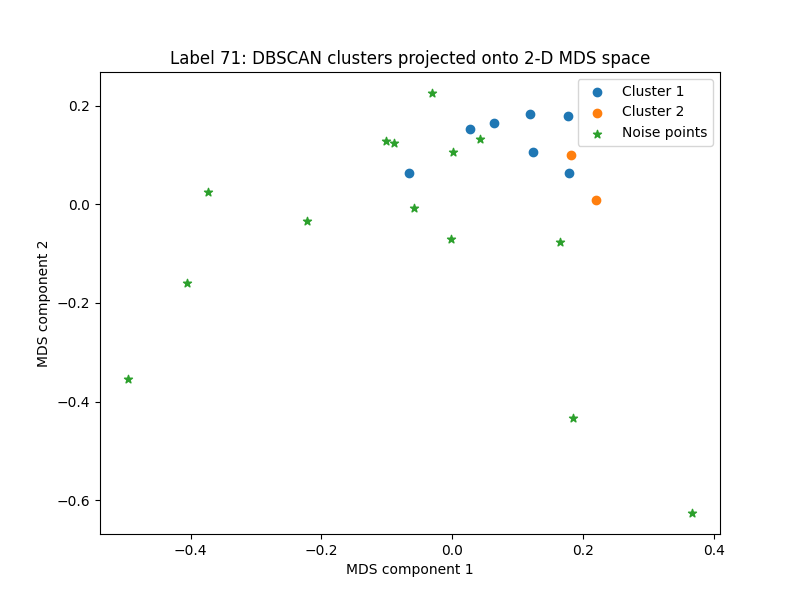 Label 71: DBSCAN clusters projected onto 2-D MDS space
Cluster 1
Cluster 2
Noise points
0.2
0.0
−0.2
−0.4
−0.6
MDS component 2
−0.4
−0.2
0.0
0.2
0.4
MDS component 1